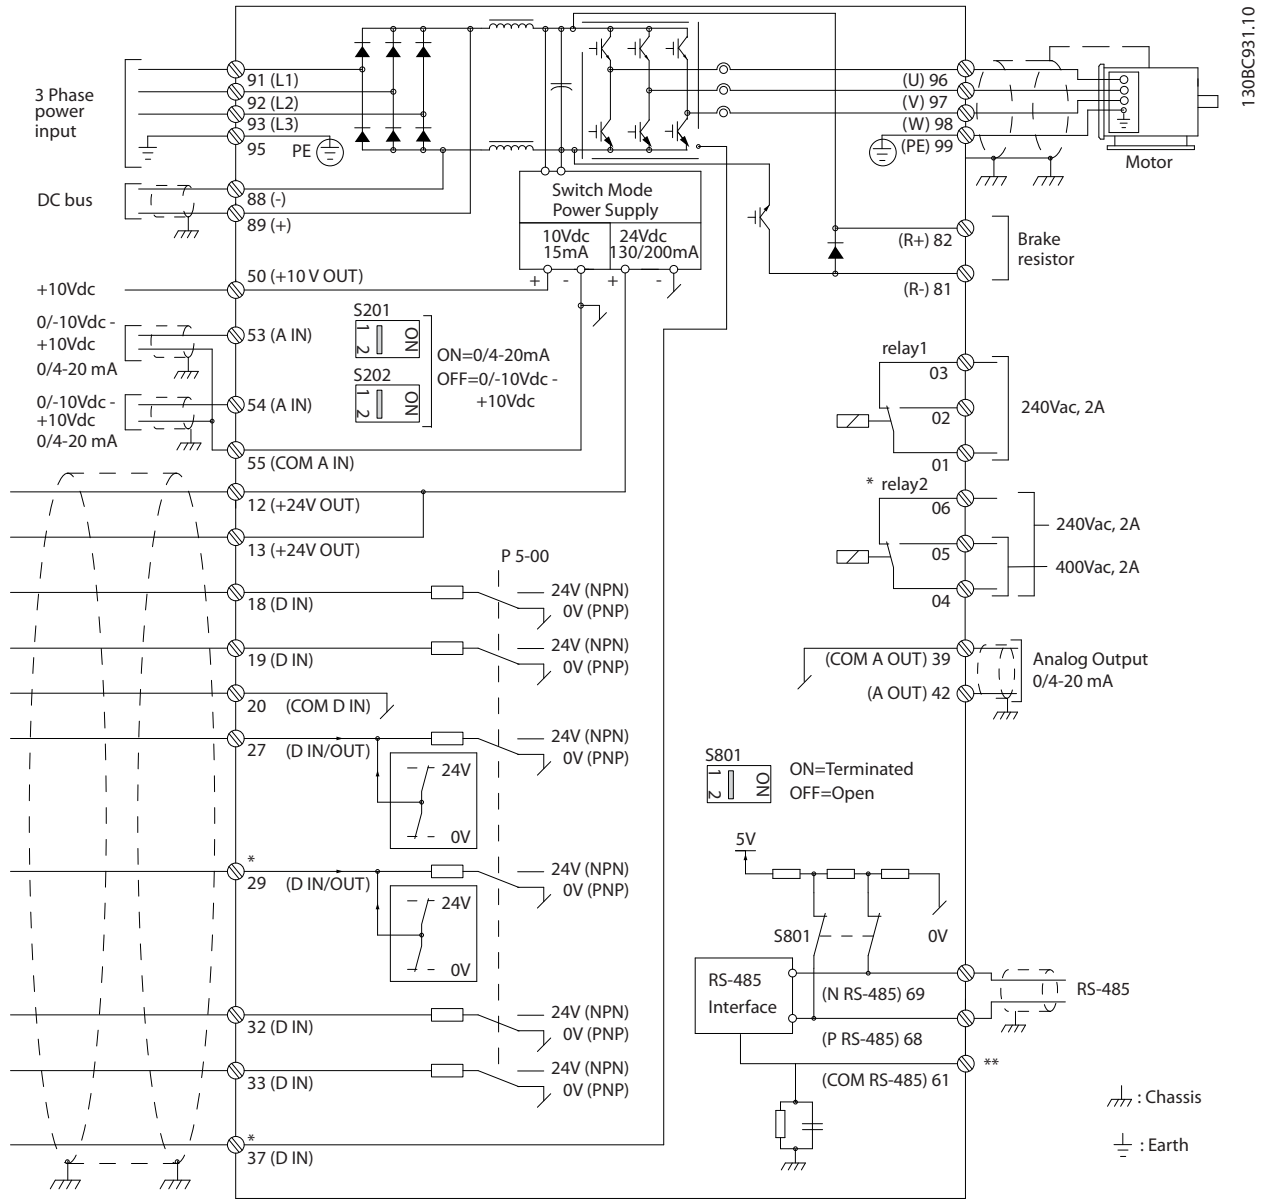 130BC931.10
3 Phase
power
input
91 (L1)
92 (L2)
93 (L3)
95
PE
DC bus
88 (-)
89 (+)
+10Vdc
50 (+10 V OUT)
0/-10Vdc -
+10Vdc
0/4-20 mA
53 (A IN)
0/-10Vdc -
+10Vdc
0/4-20 mA
54 (A IN)
55 (COM A IN)
12 (+24V OUT)
13 (+24V OUT)
18 (D IN)
19 (D IN)
20 (COM D IN)
27 (D IN/OUT)
*
29 (D IN/OUT)
32 (D IN)
33 (D IN)
*
37 (D IN)
Switch Mode
Power Supply
10Vdc
15mA
24Vdc
130/200mA
+ - + -
S201
1 2
ON
S202
1 2
ON
ON=0/4-20mA
OFF=0/-10Vdc -
+10Vdc
P 5-00
24V (NPN)
0V (PNP)
24V (NPN)
0V (PNP)
24V (NPN)
0V (PNP)
24V
0V
24V (NPN)
0V (PNP)
24V
0V
24V (NPN)
0V (PNP)
24V (NPN)
0V (PNP)
(U) 96
(V) 97
(W) 98
(PE) 99
Motor
(R+) 82
(R-) 81
Brake
resistor
relay1
03
02
01
240Vac, 2A
* relay2
06
05
04
240Vac, 2A
400Vac, 2A
(COM A OUT) 39
(A OUT) 42
Analog Output
0/4-20 mA
S801
1 2
ON
ON=Terminated
OFF=Open
5V
S801
0V
RS-485
Interface
(N RS-485) 69
(P RS-485) 68
(COM RS-485) 61
RS-485
**
: Chassis
: Earth